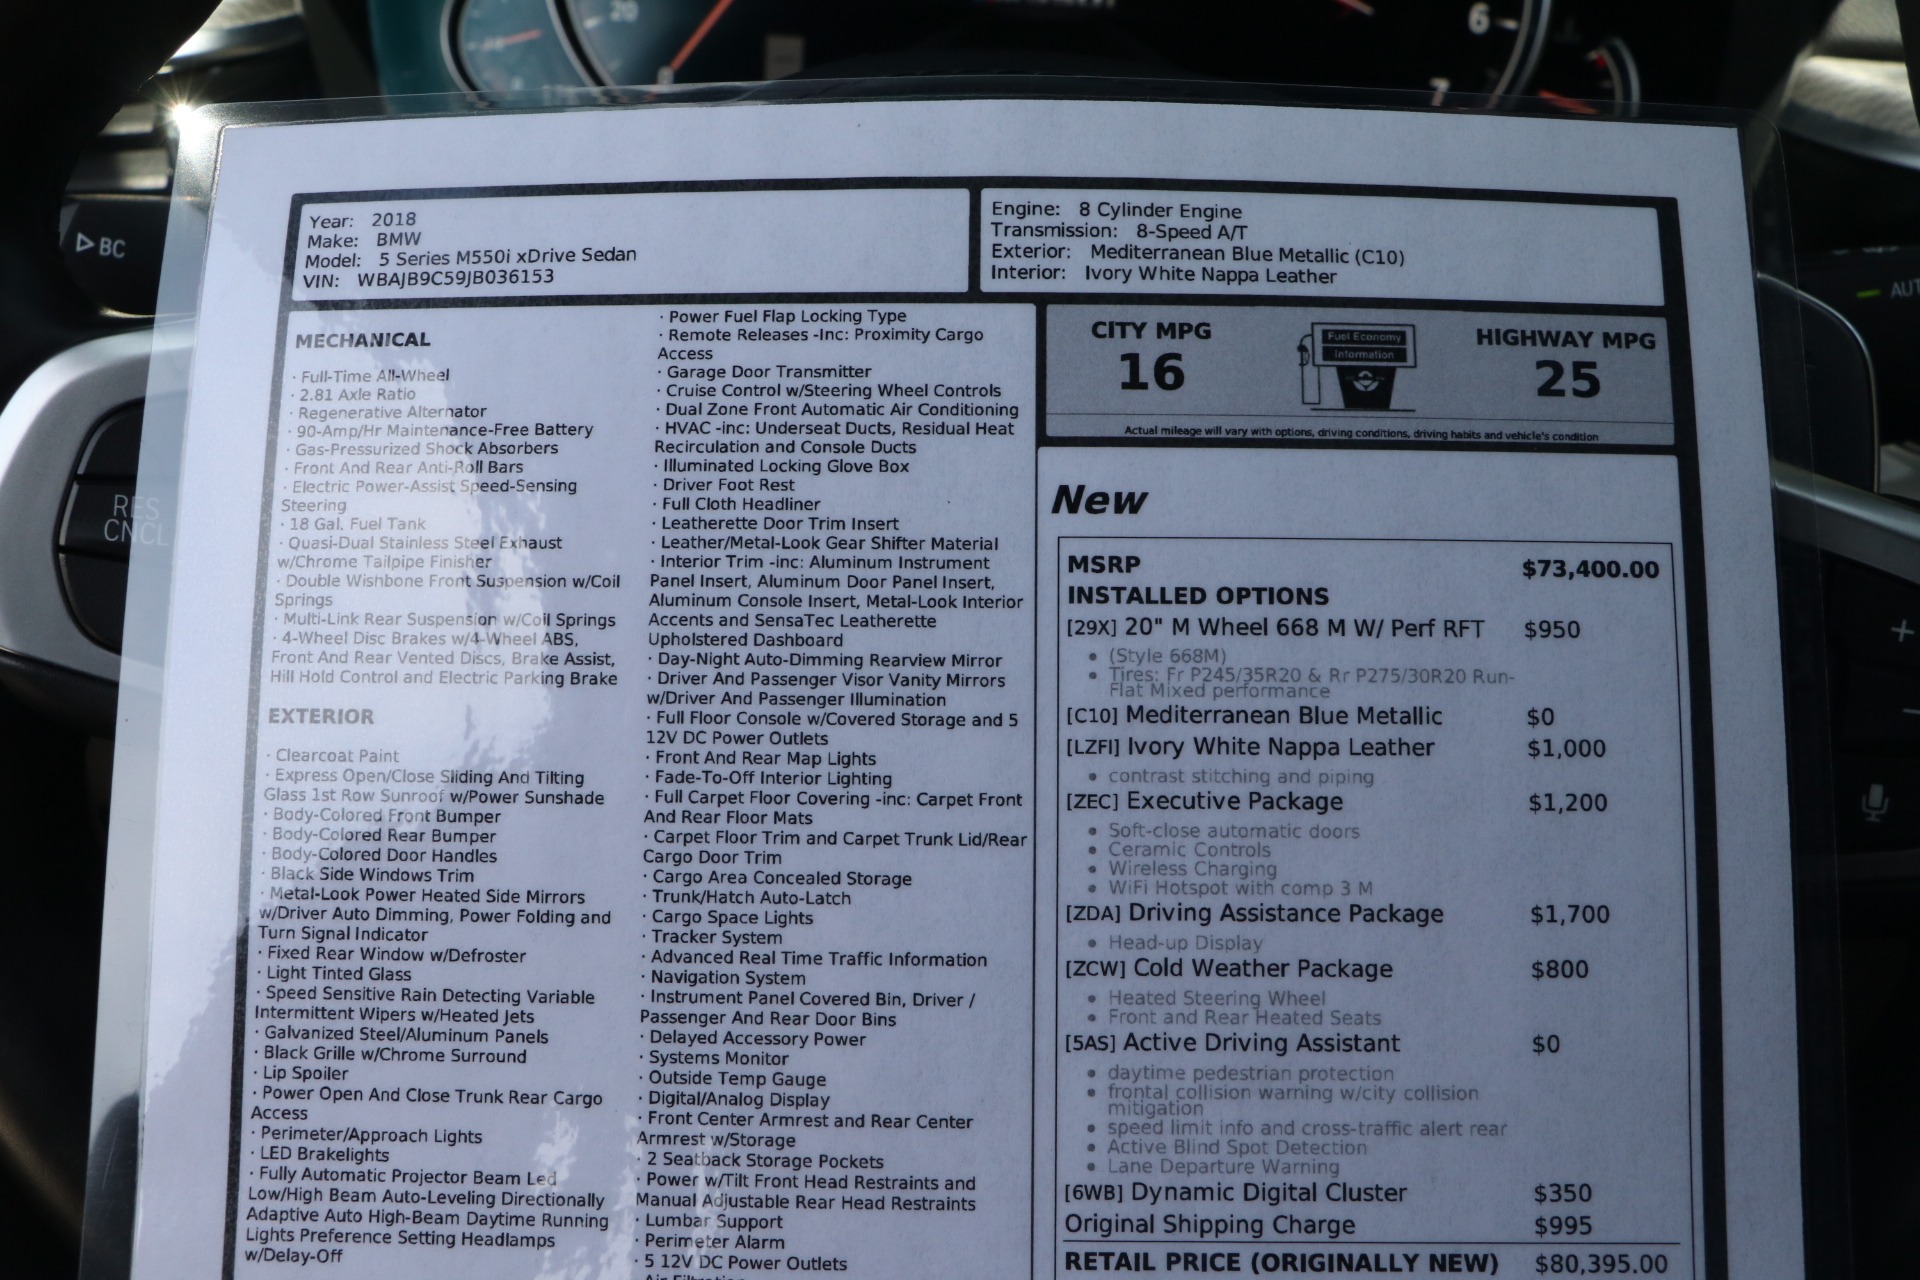 20
6
7
BC
RES
CNCL
+
Year: 2018
Make: BMW
Model: 5 Series M550i xDrive Sedan
VIN: WBAJB9C59JB036153
Engine: 8 Cylinder Engine
Transmission: 8-Speed A/T
Exterior: Mediterranean Blue Metallic (C10)
Interior: Ivory White Nappa Leather
MECHANICAL
· Full-Time All-Wheel
· 2.81 Axle Ratio
· Regenerative Alternator
· 90-Amp/Hr Maintenance-Free Battery
· Gas-Pressurized Shock Absorbers
· Front And Rear Anti-Roll Bars
· Electric Power-Assist Speed-Sensing
Steering
· 18 Gal. Fuel Tank
· Quasi-Dual Stainless Steel Exhaust
w/Chrome Tailpipe Finisher
· Double Wishbone Front Suspension w/Coil
Springs
· Multi-Link Rear Suspension w/Coil Springs
· 4-Wheel Disc Brakes w/4-Wheel ABS,
Front And Rear Vented Discs, Brake Assist,
Hill Hold Control and Electric Parking Brake
EXTERIOR
· Clearcoat Paint
· Express Open/Close Sliding And Tilting
Glass 1st Row Sunroof w/Power Sunshade
· Body-Colored Front Bumper
· Body-Colored Rear Bumper
· Body-Colored Door Handles
· Black Side Windows Trim
· Metal-Look Power Heated Side Mirrors
w/Driver Auto Dimming, Power Folding and
Turn Signal Indicator
· Fixed Rear Window w/Defroster
· Light Tinted Glass
· Speed Sensitive Rain Detecting Variable
Intermittent Wipers w/Heated Jets
· Galvanized Steel/Aluminum Panels
· Black Grille w/Chrome Surround
· Lip Spoiler
· Power Open And Close Trunk Rear Cargo
Access
· Perimeter/Approach Lights
· LED Brakelights
· Fully Automatic Projector Beam Led
Low/High Beam Auto-Leveling Directionally
Adaptive Auto High-Beam Daytime Running
Lights Preference Setting Headlamps
w/Delay-Off
· Power Fuel Flap Locking Type
· Remote Releases -Inc: Proximity Cargo
Access
· Garage Door Transmitter
· Cruise Control w/Steering Wheel Controls
· Dual Zone Front Automatic Air Conditioning
· HVAC -inc: Underseat Ducts, Residual Heat
Recirculation and Console Ducts
· Illuminated Locking Glove Box
· Driver Foot Rest
· Full Cloth Headliner
· Leatherette Door Trim Insert
· Leather/Metal-Look Gear Shifter Material
· Interior Trim -inc: Aluminum Instrument
Panel Insert, Aluminum Door Panel Insert,
Aluminum Console Insert, Metal-Look Interior
Accents and SensaTec Leatherette
Upholstered Dashboard
· Day-Night Auto-Dimming Rearview Mirror
· Driver And Passenger Visor Vanity Mirrors
w/Driver And Passenger Illumination
· Full Floor Console w/Covered Storage and 5
12V DC Power Outlets
· Front And Rear Map Lights
· Fade-To-Off Interior Lighting
· Full Carpet Floor Covering -inc: Carpet Front
And Rear Floor Mats
· Carpet Floor Trim and Carpet Trunk Lid/Rear
Cargo Door Trim
· Cargo Area Concealed Storage
· Trunk/Hatch Auto-Latch
· Cargo Space Lights
· Tracker System
· Advanced Real Time Traffic Information
· Navigation System
· Instrument Panel Covered Bin, Driver /
Passenger And Rear Door Bins
· Delayed Accessory Power
· Systems Monitor
· Outside Temp Gauge
· Digital/Analog Display
· Front Center Armrest and Rear Center
Armrest w/Storage
· 2 Seatback Storage Pockets
· Power w/Tilt Front Head Restraints and
Manual Adjustable Rear Head Restraints
· Lumbar Support
· Perimeter Alarm
· 5 12V DC Power Outlets
· Air Filtration
CITY MPG
16
Fuel Economy
Information
HIGHWAY MPG
25
Actual mileage will vary with options, driving conditions, driving habits and vehicle's condition
New
MSRP $73,400.00
INSTALLED OPTIONS
[29X] 20" M Wheel 668 M W/ Perf RFT $950
• (Style 668M)
• Tires: Fr P245/35R20 & Rr P275/30R20 Run-
Flat Mixed performance
[C10] Mediterranean Blue Metallic $0
[LZFI] Ivory White Nappa Leather $1,000
• contrast stitching and piping
[ZEC] Executive Package $1,200
• Soft-close automatic doors
• Ceramic Controls
• Wireless Charging
• WiFi Hotspot with comp 3 M
[ZDA] Driving Assistance Package $1,700
• Head-up Display
[ZCW] Cold Weather Package $800
• Heated Steering Wheel
• Front and Rear Heated Seats
[5AS] Active Driving Assistant $0
• daytime pedestrian protection
• frontal collision warning w/city collision
mitigation
• speed limit info and cross-traffic alert rear
• Active Blind Spot Detection
• Lane Departure Warning
[6WB] Dynamic Digital Cluster $350
Original Shipping Charge $995
RETAIL PRICE (ORIGINALLY NEW) $80,395.00